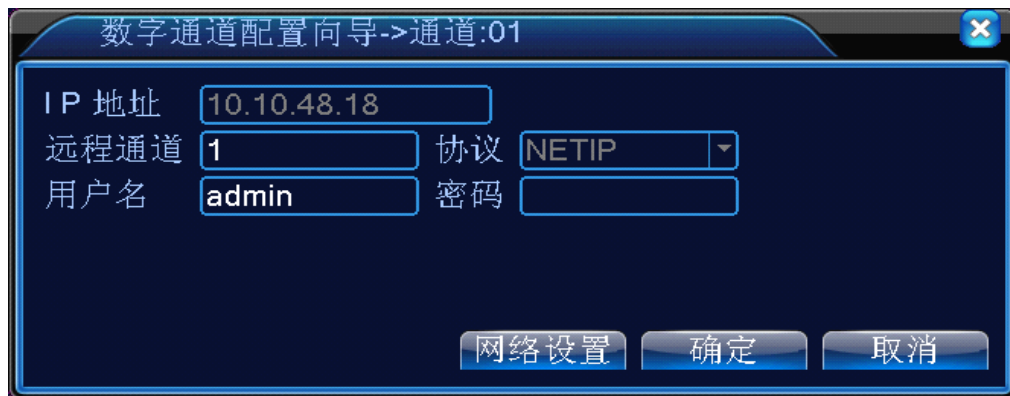 数字通道配置向导->通道:01
IP 地址 10.10.48.18
远程通道 1 协议 NETIP
用户名 admin 密码
网络设置 确定 取消